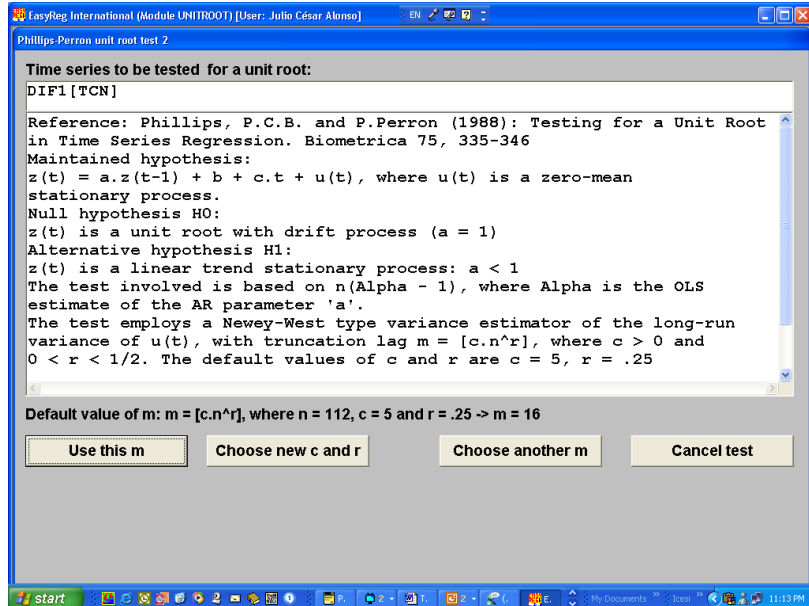 EasyReg International (Module UNITROOT) [User: Julio César Alonso]
EN
Phillips-Perron unit root test 2
Time series to be tested for a unit root:
DIF1[TCN]
Reference: Phillips, P.C.B. and P.Perron (1988): Testing for a Unit Root
in Time Series Regression. Biometrica 75, 335-346
Maintained hypothesis:
z(t) = a.z(t-1) + b + c.t + u(t), where u(t) is a zero-mean
stationary process.
Null hypothesis H0:
z(t) is a unit root with drift process (a = 1)
Alternative hypothesis H1:
z(t) is a linear trend stationary process: a < 1
The test involved is based on n(Alpha - 1), where Alpha is the OLS
estimate of the AR parameter 'a'.
The test employs a Newey-West type variance estimator of the long-run
variance of u(t), with truncation lag m = [c.n^r], where c > 0 and
0 < r < 1/2. The default values of c and r are c = 5, r = .25
Default value of m: m = [c.n^r], where n = 112, c = 5 and r = .25 -> m = 16
Use this m
Choose new c and r
Choose another m
Cancel test
start
P.
2
T.
2
(.
E.
My Documents »
Icesi »
11:13 PM